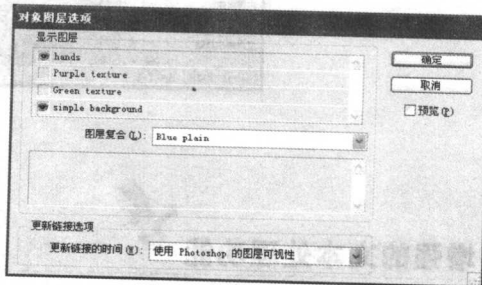 对象图层选项
显示图层
hands
Purple texture
Green texture
simple background
确定
取消
预览(P)
图层复合(L): Blue plain
更新链接选项
更新链接的时间(W): 使用 Photoshop 的图层可视性